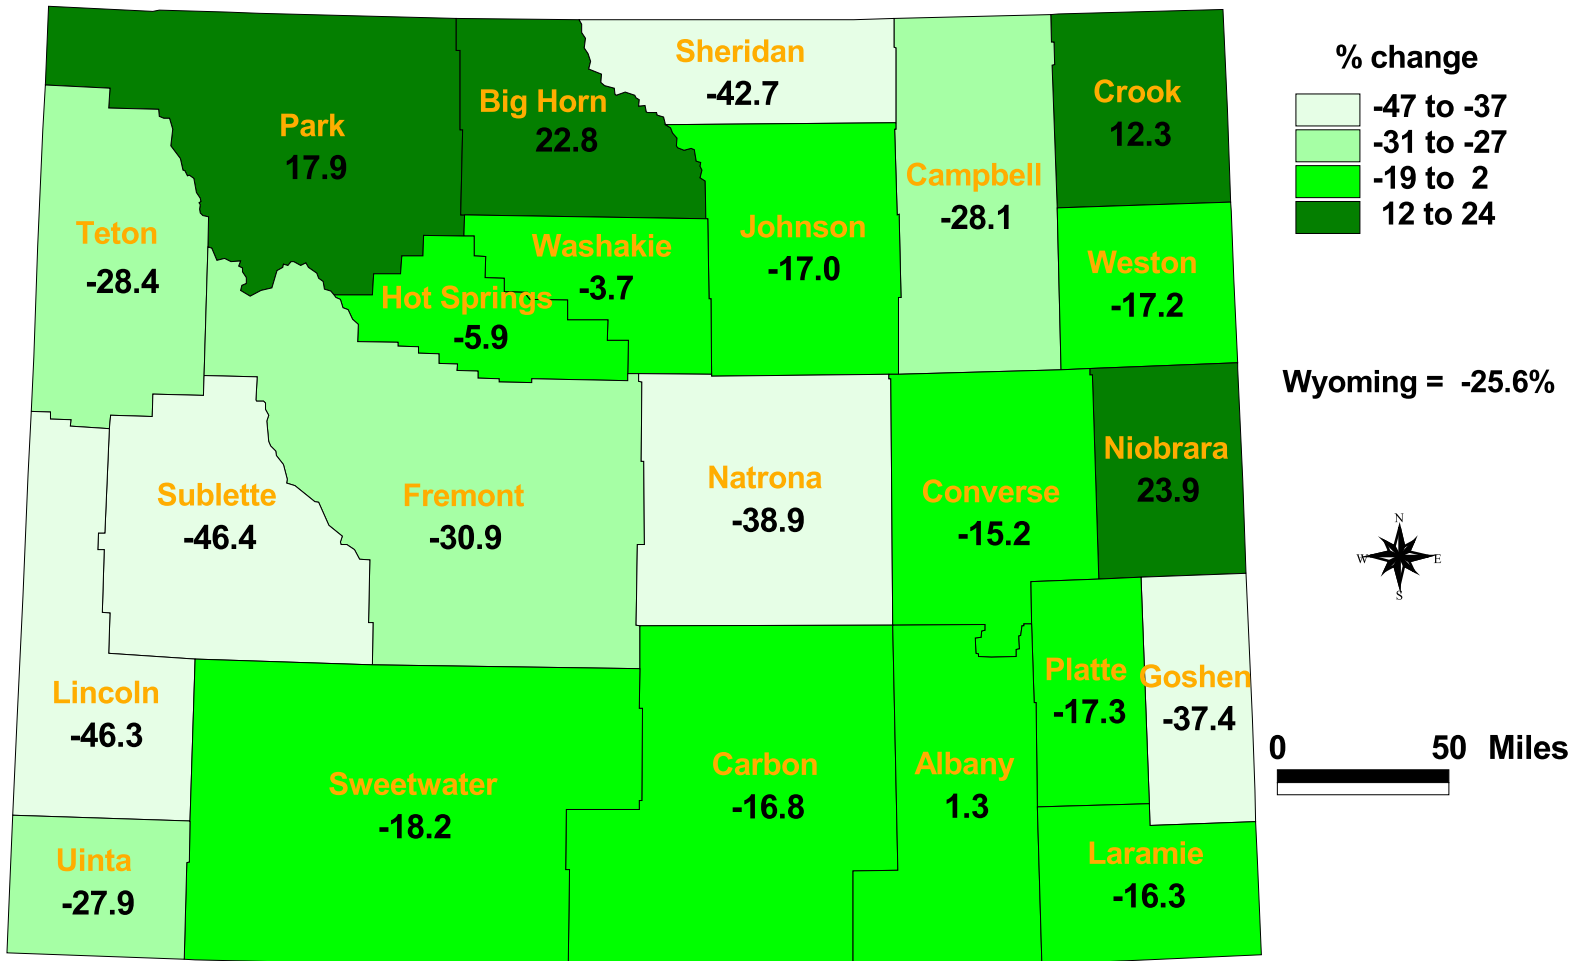 Sheridan
-42.7
% change
-47 to -37
-31 to -27
-19 to 2
12 to 24
Big Horn
22.8
Crook
12.3
Park
17.9
Campbell
-28.1
Teton
-28.4
Washakie
-3.7
Johnson
-17.0
Weston
-17.2
Hot Springs
-5.9
Wyoming = -25.6%
Sublette
-46.4
Fremont
-30.9
Natrona
-38.9
Converse
-15.2
Niobrara
23.9
N
W E
S
Lincoln
-46.3
Platte
-17.3
Goshen
-37.4
0 50 Miles
Sweetwater
-18.2
Carbon
-16.8
Albany
1.3
Uinta
-27.9
Laramie
-16.3